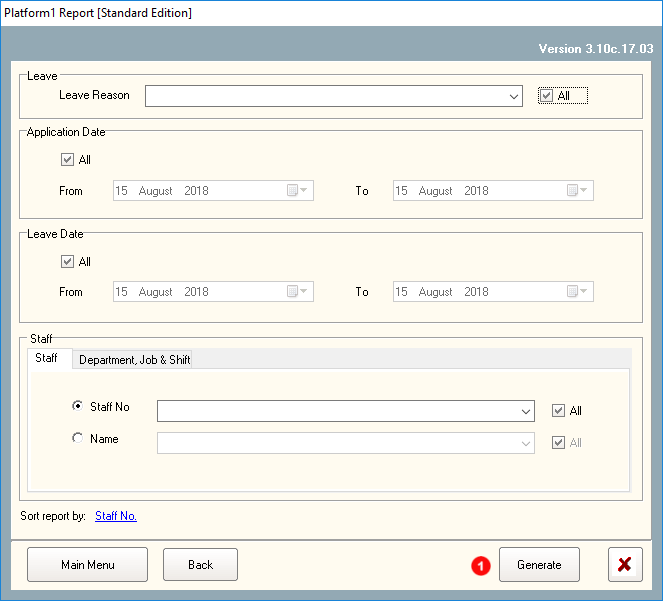 Platform1 Report [Standard Edition]
Version 3.10c.17.03
Leave
Leave Reason All
Application Date
All
From 15 August 2018 To 15 August 2018
Leave Date
All
From 15 August 2018 To 15 August 2018
Staff
Staff Department, Job & Shift
Staff No All
Name All
Sort report by: Staff No.
Main Menu Back 1 Generate X